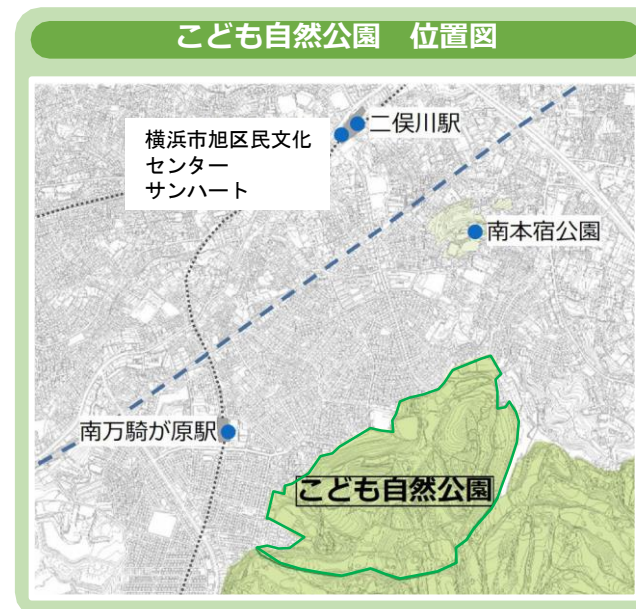 こども自然公園　位置図
二俣川駅
横浜市旭区民文化
センター
サンハート
南本宿公園
南万騎が原駅
こども自然公園